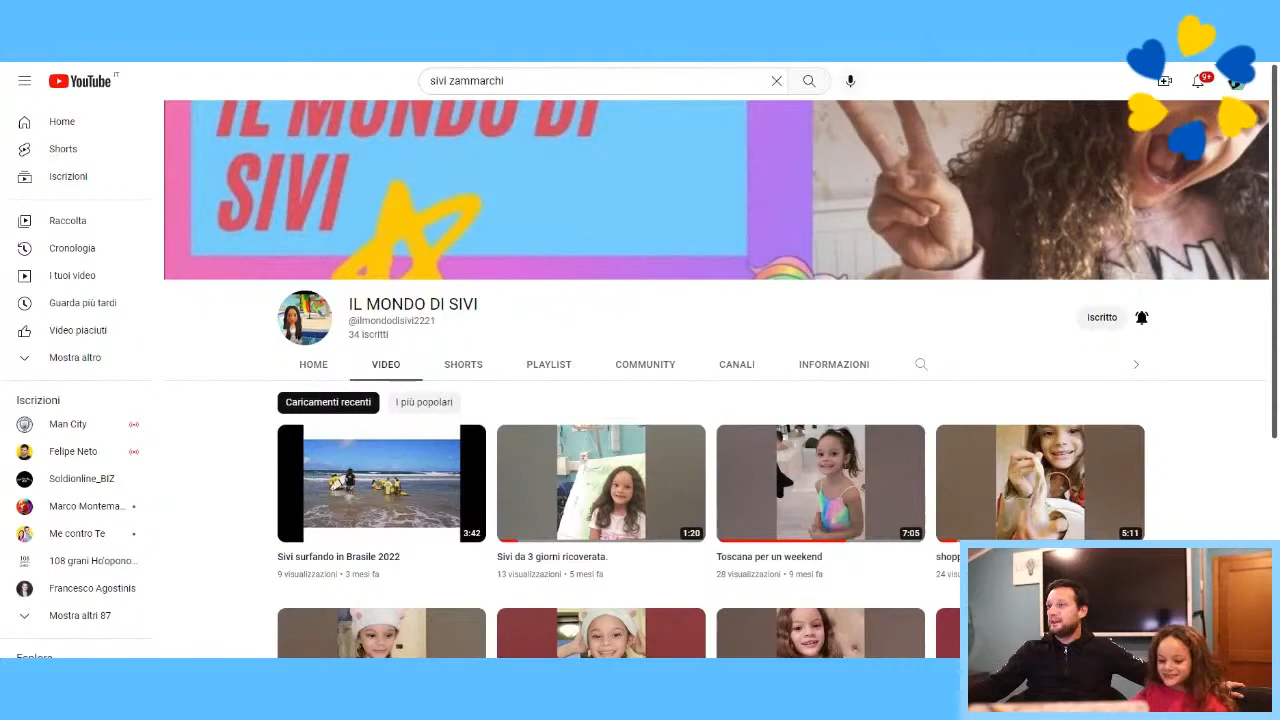 YouTube IT
sivi zammarchi
9+
Home
Shorts
Iscrizioni
Raccolta
Cronologia
I tuoi video
Guarda più tardi
Video piaciuti
Mostra altro
Iscrizioni
Man City
Felipe Neto
Soldionline_BIZ
Marco Montema...
Me contro Te
108 grani Ho'opono...
Francesco Agostinis
Mostra altri 87
IL MONDO DI
SIVI
IL MONDO DI SIVI
@ilmondodisivi2221
34 iscritti
Iscritto
HOME VIDEO SHORTS PLAYLIST COMMUNITY CANALI INFORMAZIONI
Caricamenti recenti I più popolari
3:42 1:20 7:05 5:11
Sivi surfando in Brasile 2022
9 visualizzazioni • 3 mesi fa
Sivi da 3 giorni ricoverata.
13 visualizzazioni • 5 mesi fa
Toscana per un weekend
28 visualizzazioni • 9 mesi fa
shopp
24 vis